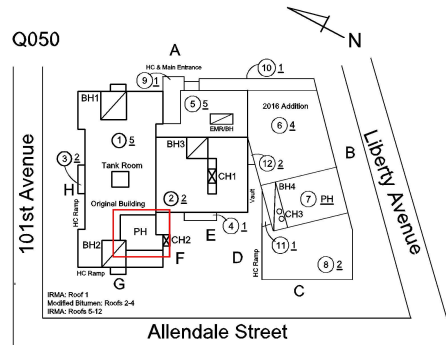 Q050
A
N
HC & Main Entrance
9 1
10 1
BH1
5 5
2016 Addition
EMR/BH
6 4
1 5
BH3
B
3 2
Tank Room
CH1
12 2
H
BH4
7 PH
HC Ramp
Original Building
2 2
Vault
CH3
PH
4 1
11 1
BH2
CH2
E
HC Ramp
F
D
8 2
HC Ramp
G
C
IRMA: Roof 1
Modified Bitumen: Roofs 2-4
IRMA: Roofs 5-12
101st Avenue
Liberty Avenue
Allendale Street